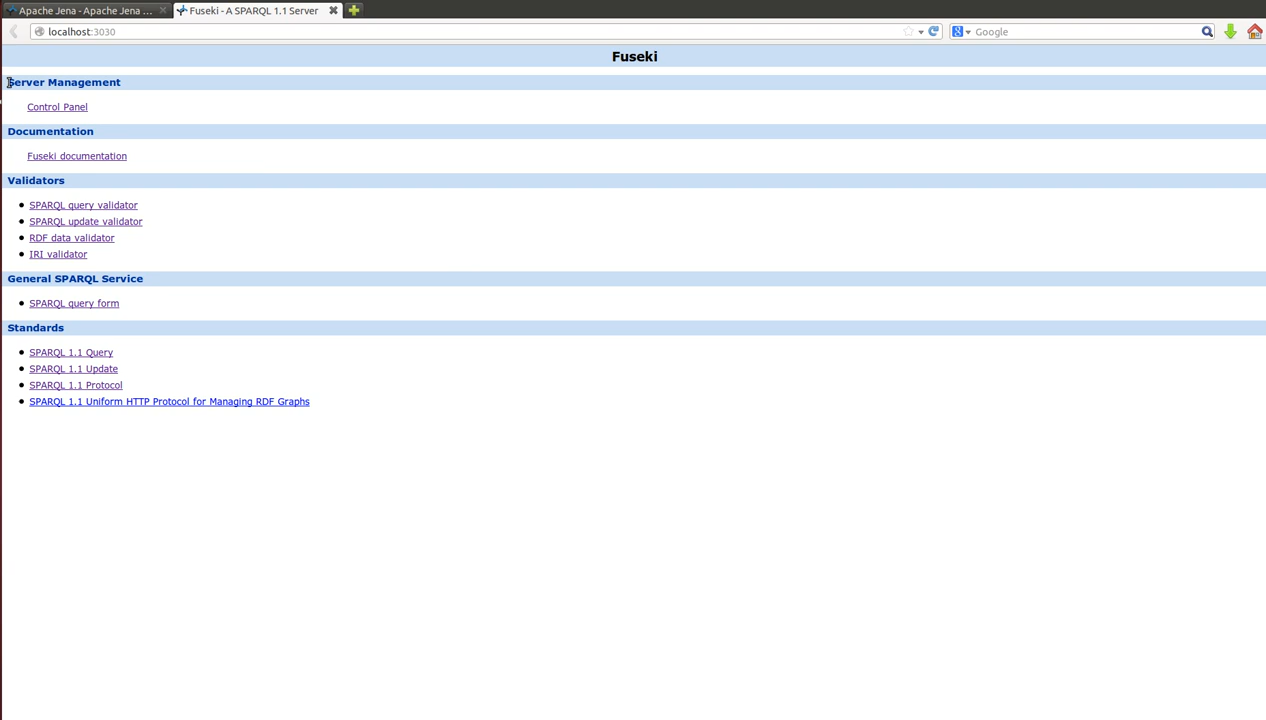 Apache Jena - Apache Jena ...
Fuseki - A SPARQL 1.1 Server
localhost:3030
Google
Fuseki
Server Management
Control Panel
Documentation
Fuseki documentation
Validators
SPARQL query validator
SPARQL update validator
RDF data validator
IRI validator
General SPARQL Service
SPARQL query form
Standards
SPARQL 1.1 Query
SPARQL 1.1 Update
SPARQL 1.1 Protocol
SPARQL 1.1 Uniform HTTP Protocol for Managing RDF Graphs